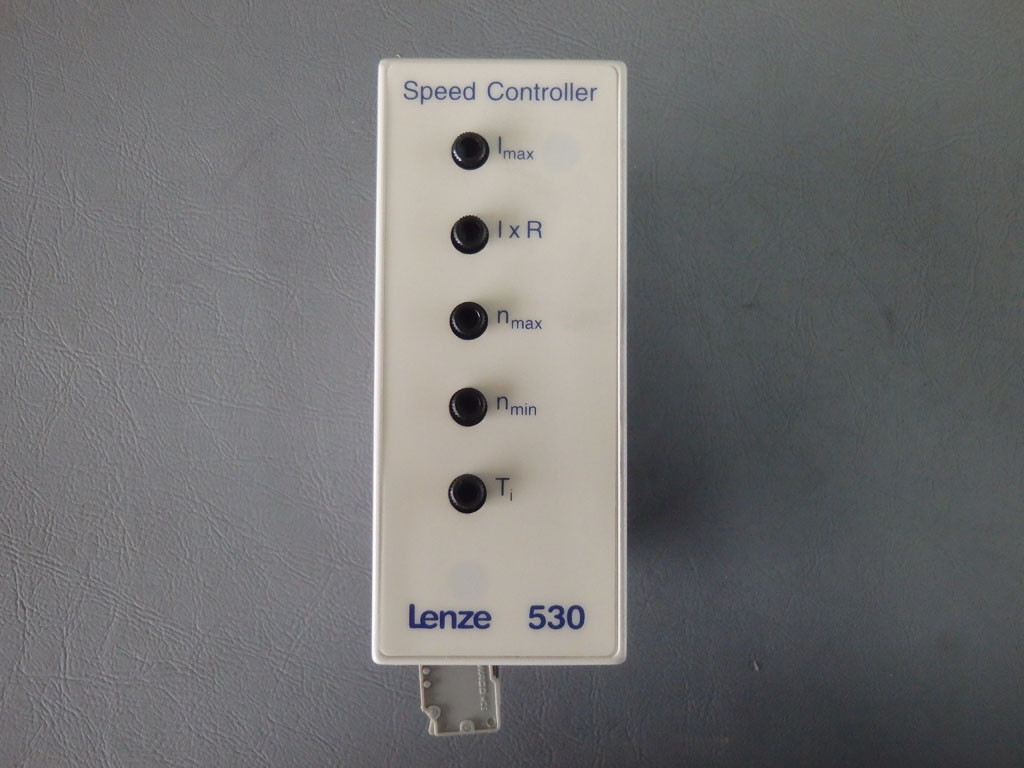 Speed Controller
Imax
I x R
nmax
nmin
Ti
Lenze 530